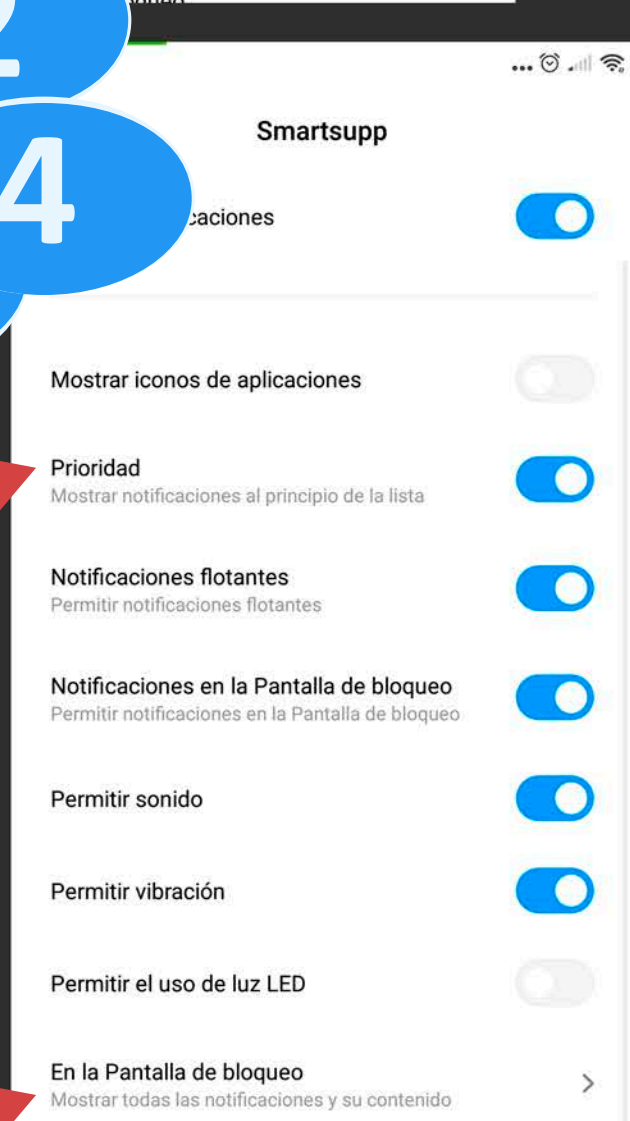 2
Smartsupp
4
caciones
Mostrar iconos de aplicaciones
Prioridad
Mostrar notificaciones al principio de la lista
Notificaciones flotantes
Permitir notificaciones flotantes
Notificaciones en la Pantalla de bloqueo
Permitir notificaciones en la Pantalla de bloqueo
Permitir sonido
Permitir vibración
Permitir el uso de luz LED
En la Pantalla de bloqueo
Mostrar todas las notificaciones y su contenido